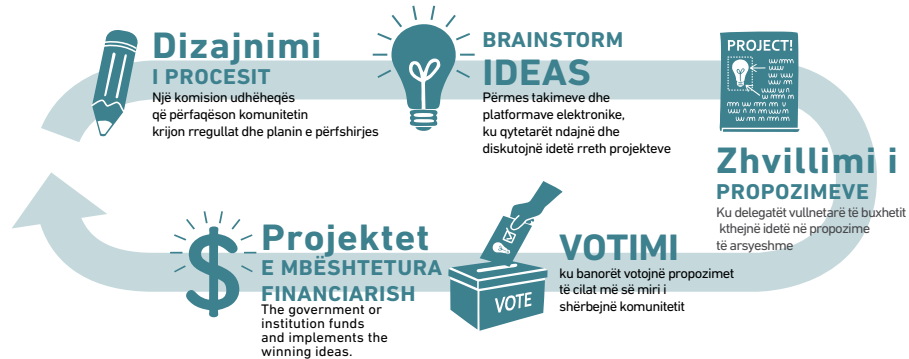 Dizajnimi
I PROCESIT
Një komision udhëheqës
që përfaqëson komunitetin
krijon rregullat dhe planin e përfshirjes
BRAINSTORM
IDEAS
Përmes takimeve dhe
platformave elektronike,
ku qytetarët ndajnë dhe
diskutojnë idetë rreth projekteve
PROJECT!
Zhvillimi i
PROPOZIMEVE
Ku delegatët vullnetarë të buxhetit
kthejnë idetë në propozime
të arsyeshme
VOTIMI
ku banorët votojnë propozimet
të cilat më së miri i
shërbejnë komunitetit
VOTE
Projektet
E MBËSHTETURA
FINANCIARISH
The government or
institution funds
and implements the
winning ideas.